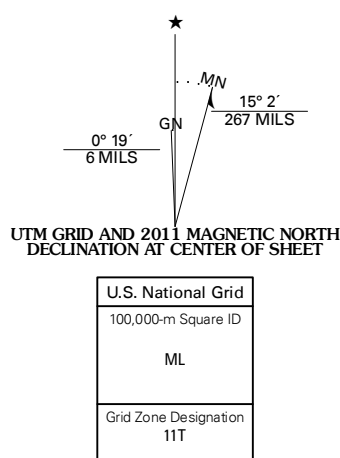 ★
MN
GN
15° 2´
267 MILS
0° 19´
6 MILS
UTM GRID AND 2011 MAGNETIC NORTH
DECLINATION AT CENTER OF SHEET
U.S. National Grid
100,000-m Square ID
ML
Grid Zone Designation
11T